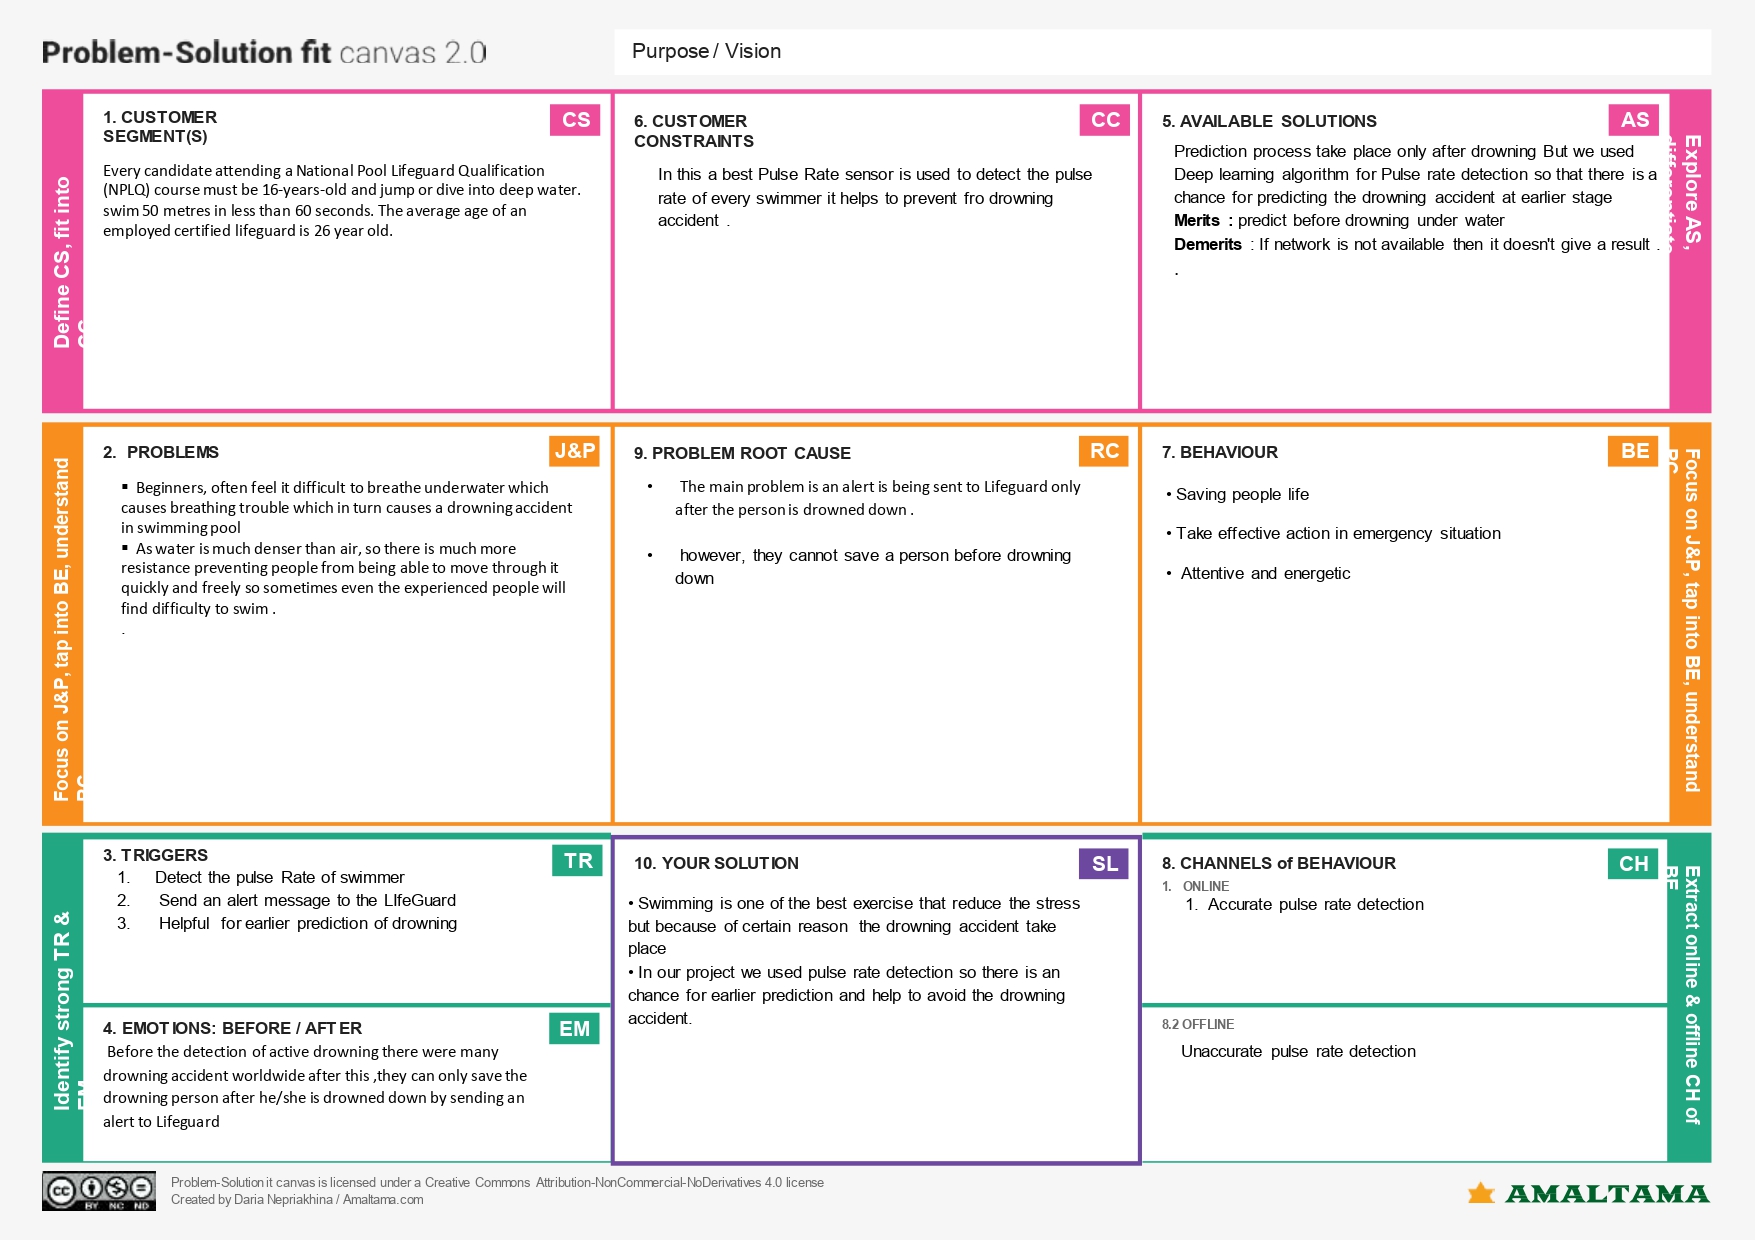 Problem-Solution fit canvas 2.0
Purpose / Vision
1. CUSTOMER
SEGMENT(S)
CS
Every candidate attending a National Pool Lifeguard Qualification
(NPLQ) course must be 16-years-old and jump or dive into deep water.
swim 50 metres in less than 60 seconds. The average age of an
employed certified lifeguard is 26 year old.
6. CUSTOMER
CONSTRAINTS
CC
In this a best Pulse Rate sensor is used to detect the pulse
rate of every swimmer it helps to prevent fro drowning
accident .
5. AVAILABLE SOLUTIONS
AS
Prediction process take place only after drowning But we used
Deep learning algorithm for Pulse rate detection so that there is a
chance for predicting the drowning accident at earlier stage
Merits : predict before drowning under water
Demerits : If network is not available then it doesn't give a result .
.
Define CS, fit into
CC
Explore AS,
differentiate
2. PROBLEMS
J&P
▪ Beginners, often feel it difficult to breathe underwater which
causes breathing trouble which in turn causes a drowning accident
in swimming pool
▪ As water is much denser than air, so there is much more
resistance preventing people from being able to move through it
quickly and freely so sometimes even the experienced people will
find difficulty to swim .
.
9. PROBLEM ROOT CAUSE
RC
• The main problem is an alert is being sent to Lifeguard only
after the person is drowned down .
• however, they cannot save a person before drowning
down
7. BEHAVIOUR
BE
• Saving people life
• Take effective action in emergency situation
• Attentive and energetic
Focus on J&P, tap into BE, understand
RC
Focus on J&P, tap into BE, understand
RC
3. TRIGGERS
TR
1. Detect the pulse Rate of swimmer
2. Send an alert message to the LIfeGuard
3. Helpful for earlier prediction of drowning
4. EMOTIONS: BEFORE / AFTER
EM
Before the detection of active drowning there were many
drowning accident worldwide after this ,they can only save the
drowning person after he/she is drowned down by sending an
alert to Lifeguard
10. YOUR SOLUTION
SL
• Swimming is one of the best exercise that reduce the stress
but because of certain reason the drowning accident take
place
• In our project we used pulse rate detection so there is an
chance for earlier prediction and help to avoid the drowning
accident.
8. CHANNELS of BEHAVIOUR
CH
1. ONLINE
1. Accurate pulse rate detection
8.2 OFFLINE
Unaccurate pulse rate detection
Identify strong TR &
EM
Extract online & offline CH of
BE
cc
BY NC ND
Problem-Solution it canvas is licensed under a Creative Commons Attribution-NonCommercial-NoDerivatives 4.0 license
Created by Daria Nepriakhina / Amaltama.com
AMALTAMA